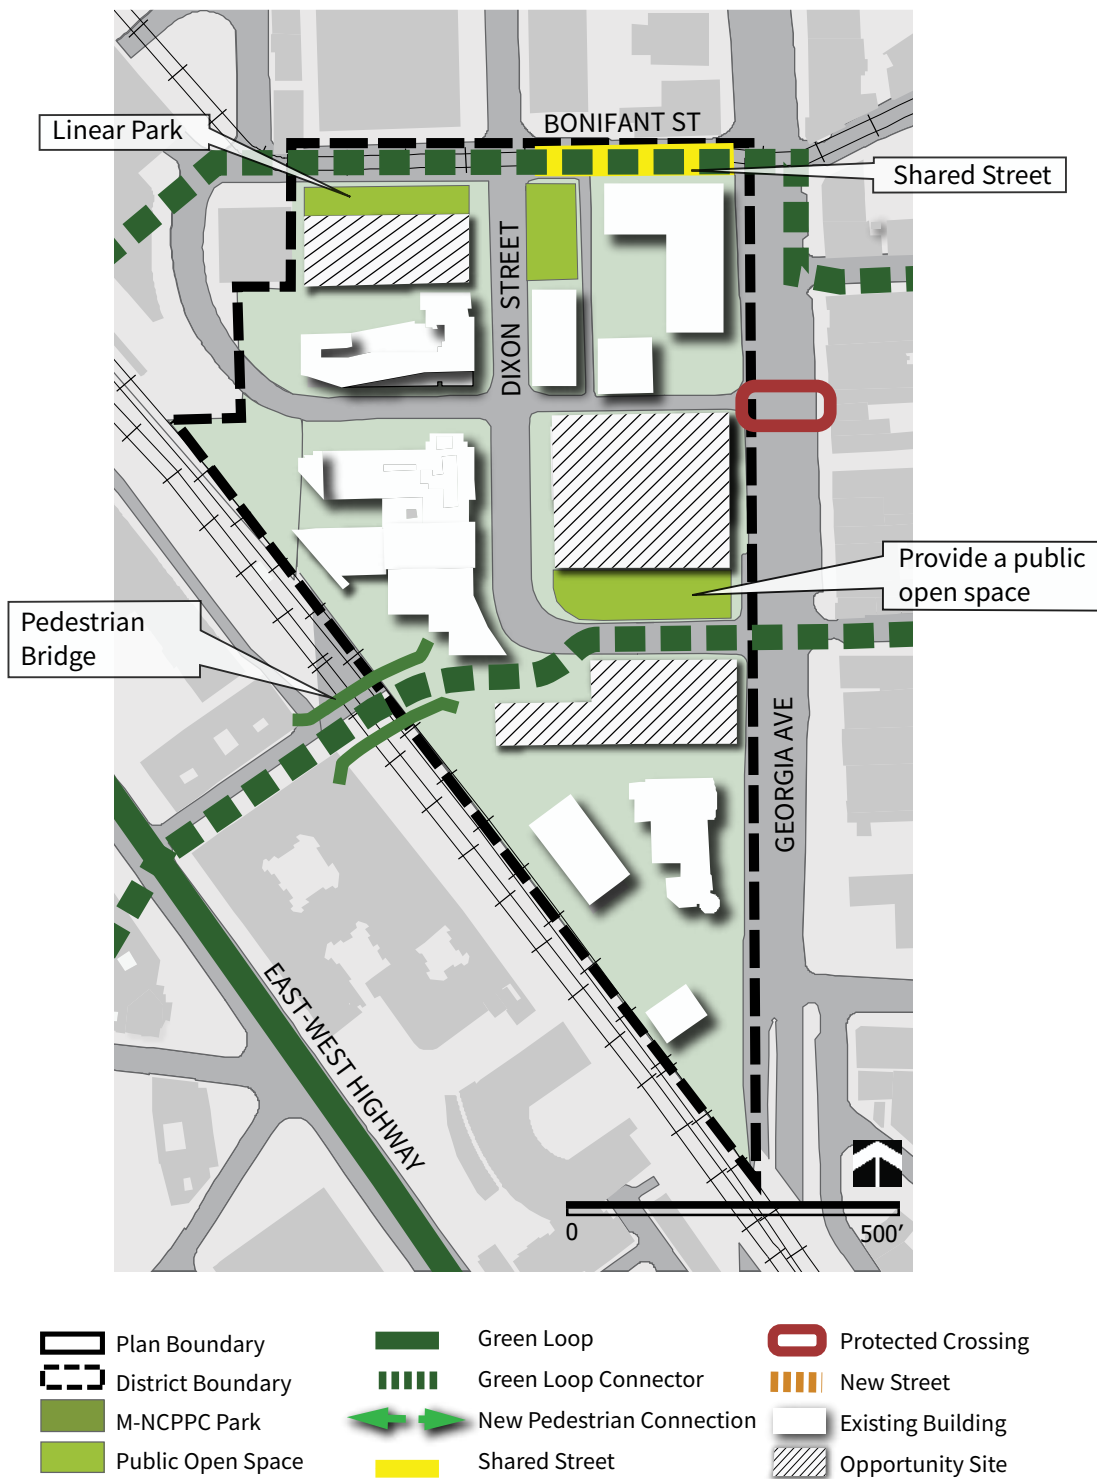 BONIFANT ST
Linear Park
Shared Street
DIXON STREET
Provide a public
open space
Pedestrian
Bridge
GEORGIA AVE
EAST-WEST HIGHWAY
0
500'
Plan Boundary
District Boundary
M-NCPPC Park
Public Open Space
Green Loop
Green Loop Connector
New Pedestrian Connection
Shared Street
Protected Crossing
New Street
Existing Building
Opportunity Site